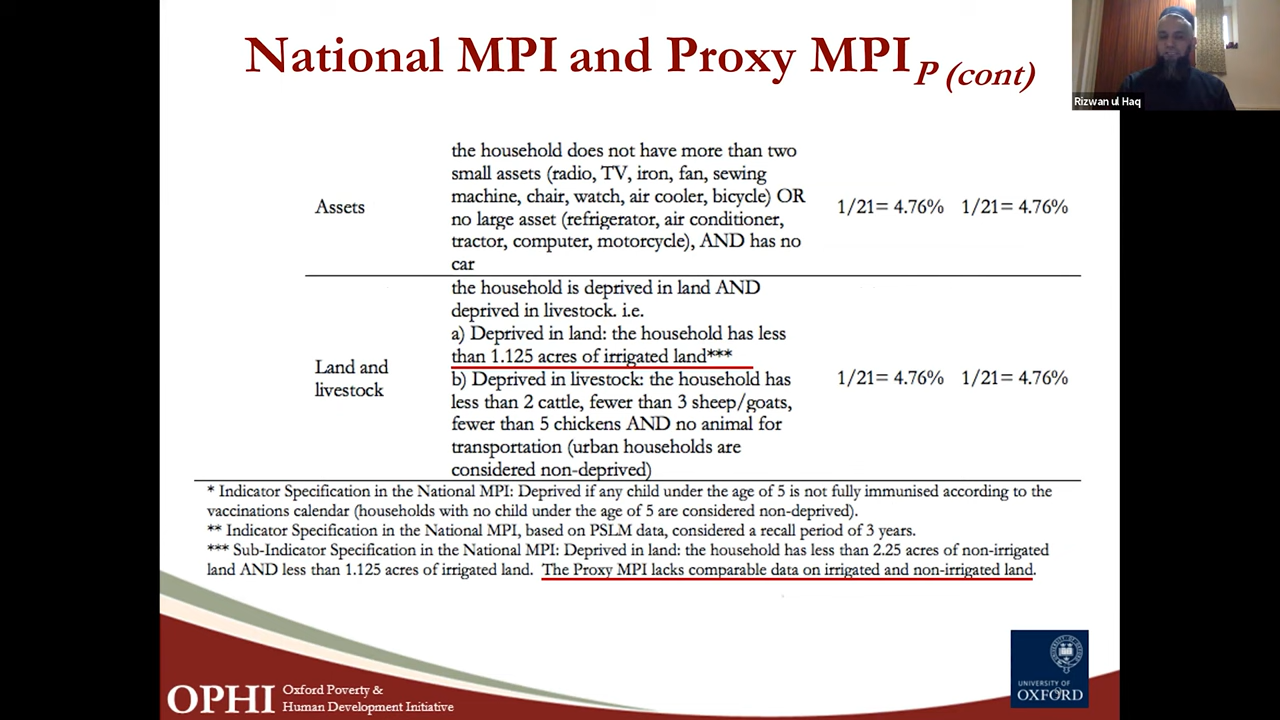 National MPI and Proxy MPI P (cont)
Rizwan ul Haq
the household does not have more than two
small assets (radio, TV, iron, fan, sewing
machine, chair, watch, air cooler, bicycle) OR
no large asset (refrigerator, air conditioner,
tractor, computer, motorcycle), AND has no
car
Assets
1/21= 4.76% 1/21= 4.76%
the household is deprived in land AND
deprived in livestock. i.e.
a) Deprived in land: the household has less
than 1.125 acres of irrigated land***
b) Deprived in livestock: the household has
less than 2 cattle, fewer than 3 sheep/goats,
fewer than 5 chickens AND no animal for
transportation (urban households are
considered non-deprived)
Land and
livestock
1/21= 4.76% 1/21= 4.76%
* Indicator Specification in the National MPI: Deprived if any child under the age of 5 is not fully immunised according to the
vaccinations calendar (households with no child under the age of 5 are considered non-deprived).
** Indicator Specification in the National MPI, based on PSLM data, considered a recall period of 3 years.
*** Sub-Indicator Specification in the National MPI: Deprived in land: the household has less than 2.25 acres of non-irrigated
land AND less than 1.125 acres of irrigated land. The Proxy MPI lacks comparable data on irrigated and non-irrigated land.
OPHI
Oxford Poverty &
Human Development Initiative
UNIVERSITY OF
OXFORD